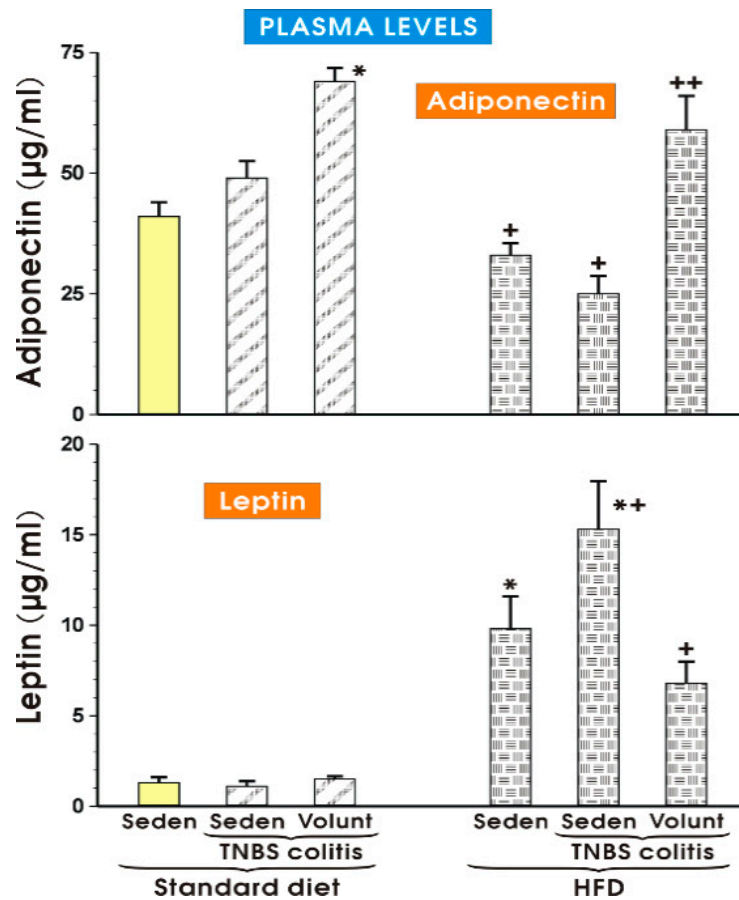 PLASMA LEVELS
Adiponectin (μg/ml)
75
50
25
0
Adiponectin
*
+
+
++
Leptin (μg/ml)
20
15
10
5
0
Leptin
*
*+
+
Seden Seden Volunt Seden Seden Volunt
TNBS colitis TNBS colitis
Standard diet HFD